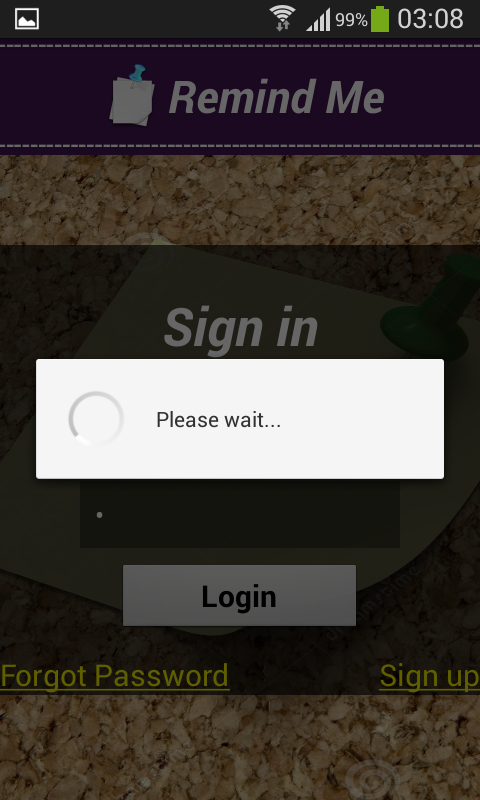 99% 03:08
Remind Me
Sign in
Please wait...
Login
Forgot Password Sign up